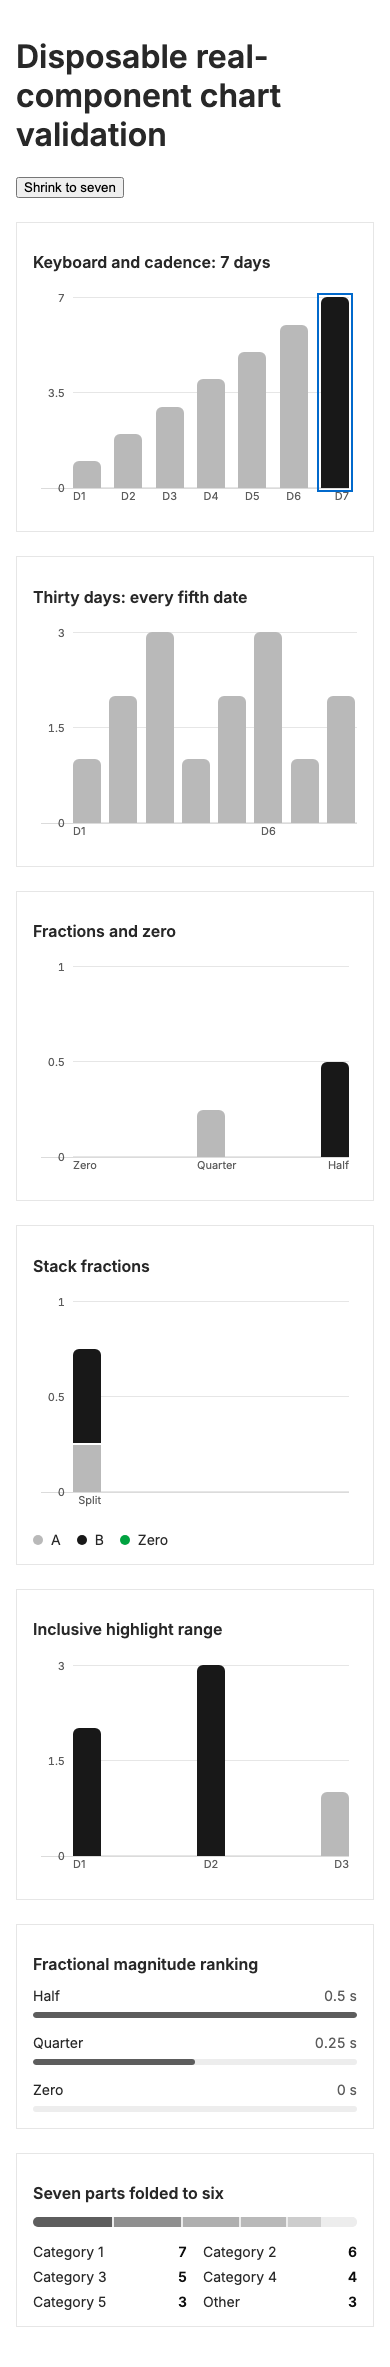 Disposable real-
component chart
validation
Shrink to seven
Keyboard and cadence: 7 days
7
3.5
0
D1 D2 D3 D4 D5 D6 D7
Thirty days: every fifth date
3
1.5
0
D1 D6
Fractions and zero
1
0.5
0
Zero Quarter Half
Stack fractions
1
0.5
0
Split
A B Zero
Inclusive highlight range
3
1.5
0
D1 D2 D3
Fractional magnitude ranking
Half 0.5 s
Quarter 0.25 s
Zero 0 s
Seven parts folded to six
Category 1 7 Category 2 6
Category 3 5 Category 4 4
Category 5 3 Other 3